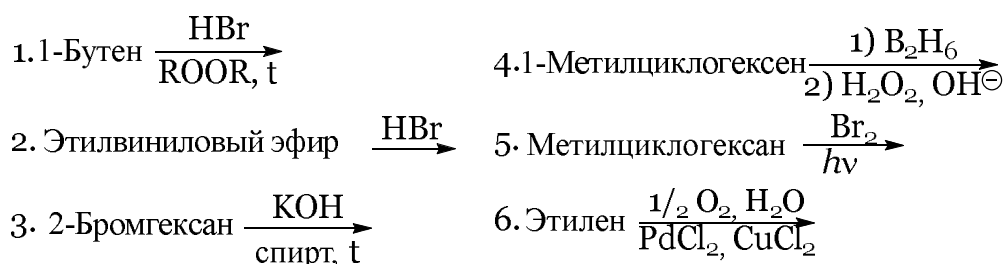 1. 1-Бутен HBr
ROOR, t
2. Этилвиниловый эфир HBr
3. 2-Бромгексан KOH
спирт, t
4. 1-Метилциклогексен 1) B₂H₆
2) H₂O₂, OH⊖
5. Метилциклогексан Br₂
hν
6. Этилен 1/₂ O₂, H₂O
PdCl₂, CuCl₂